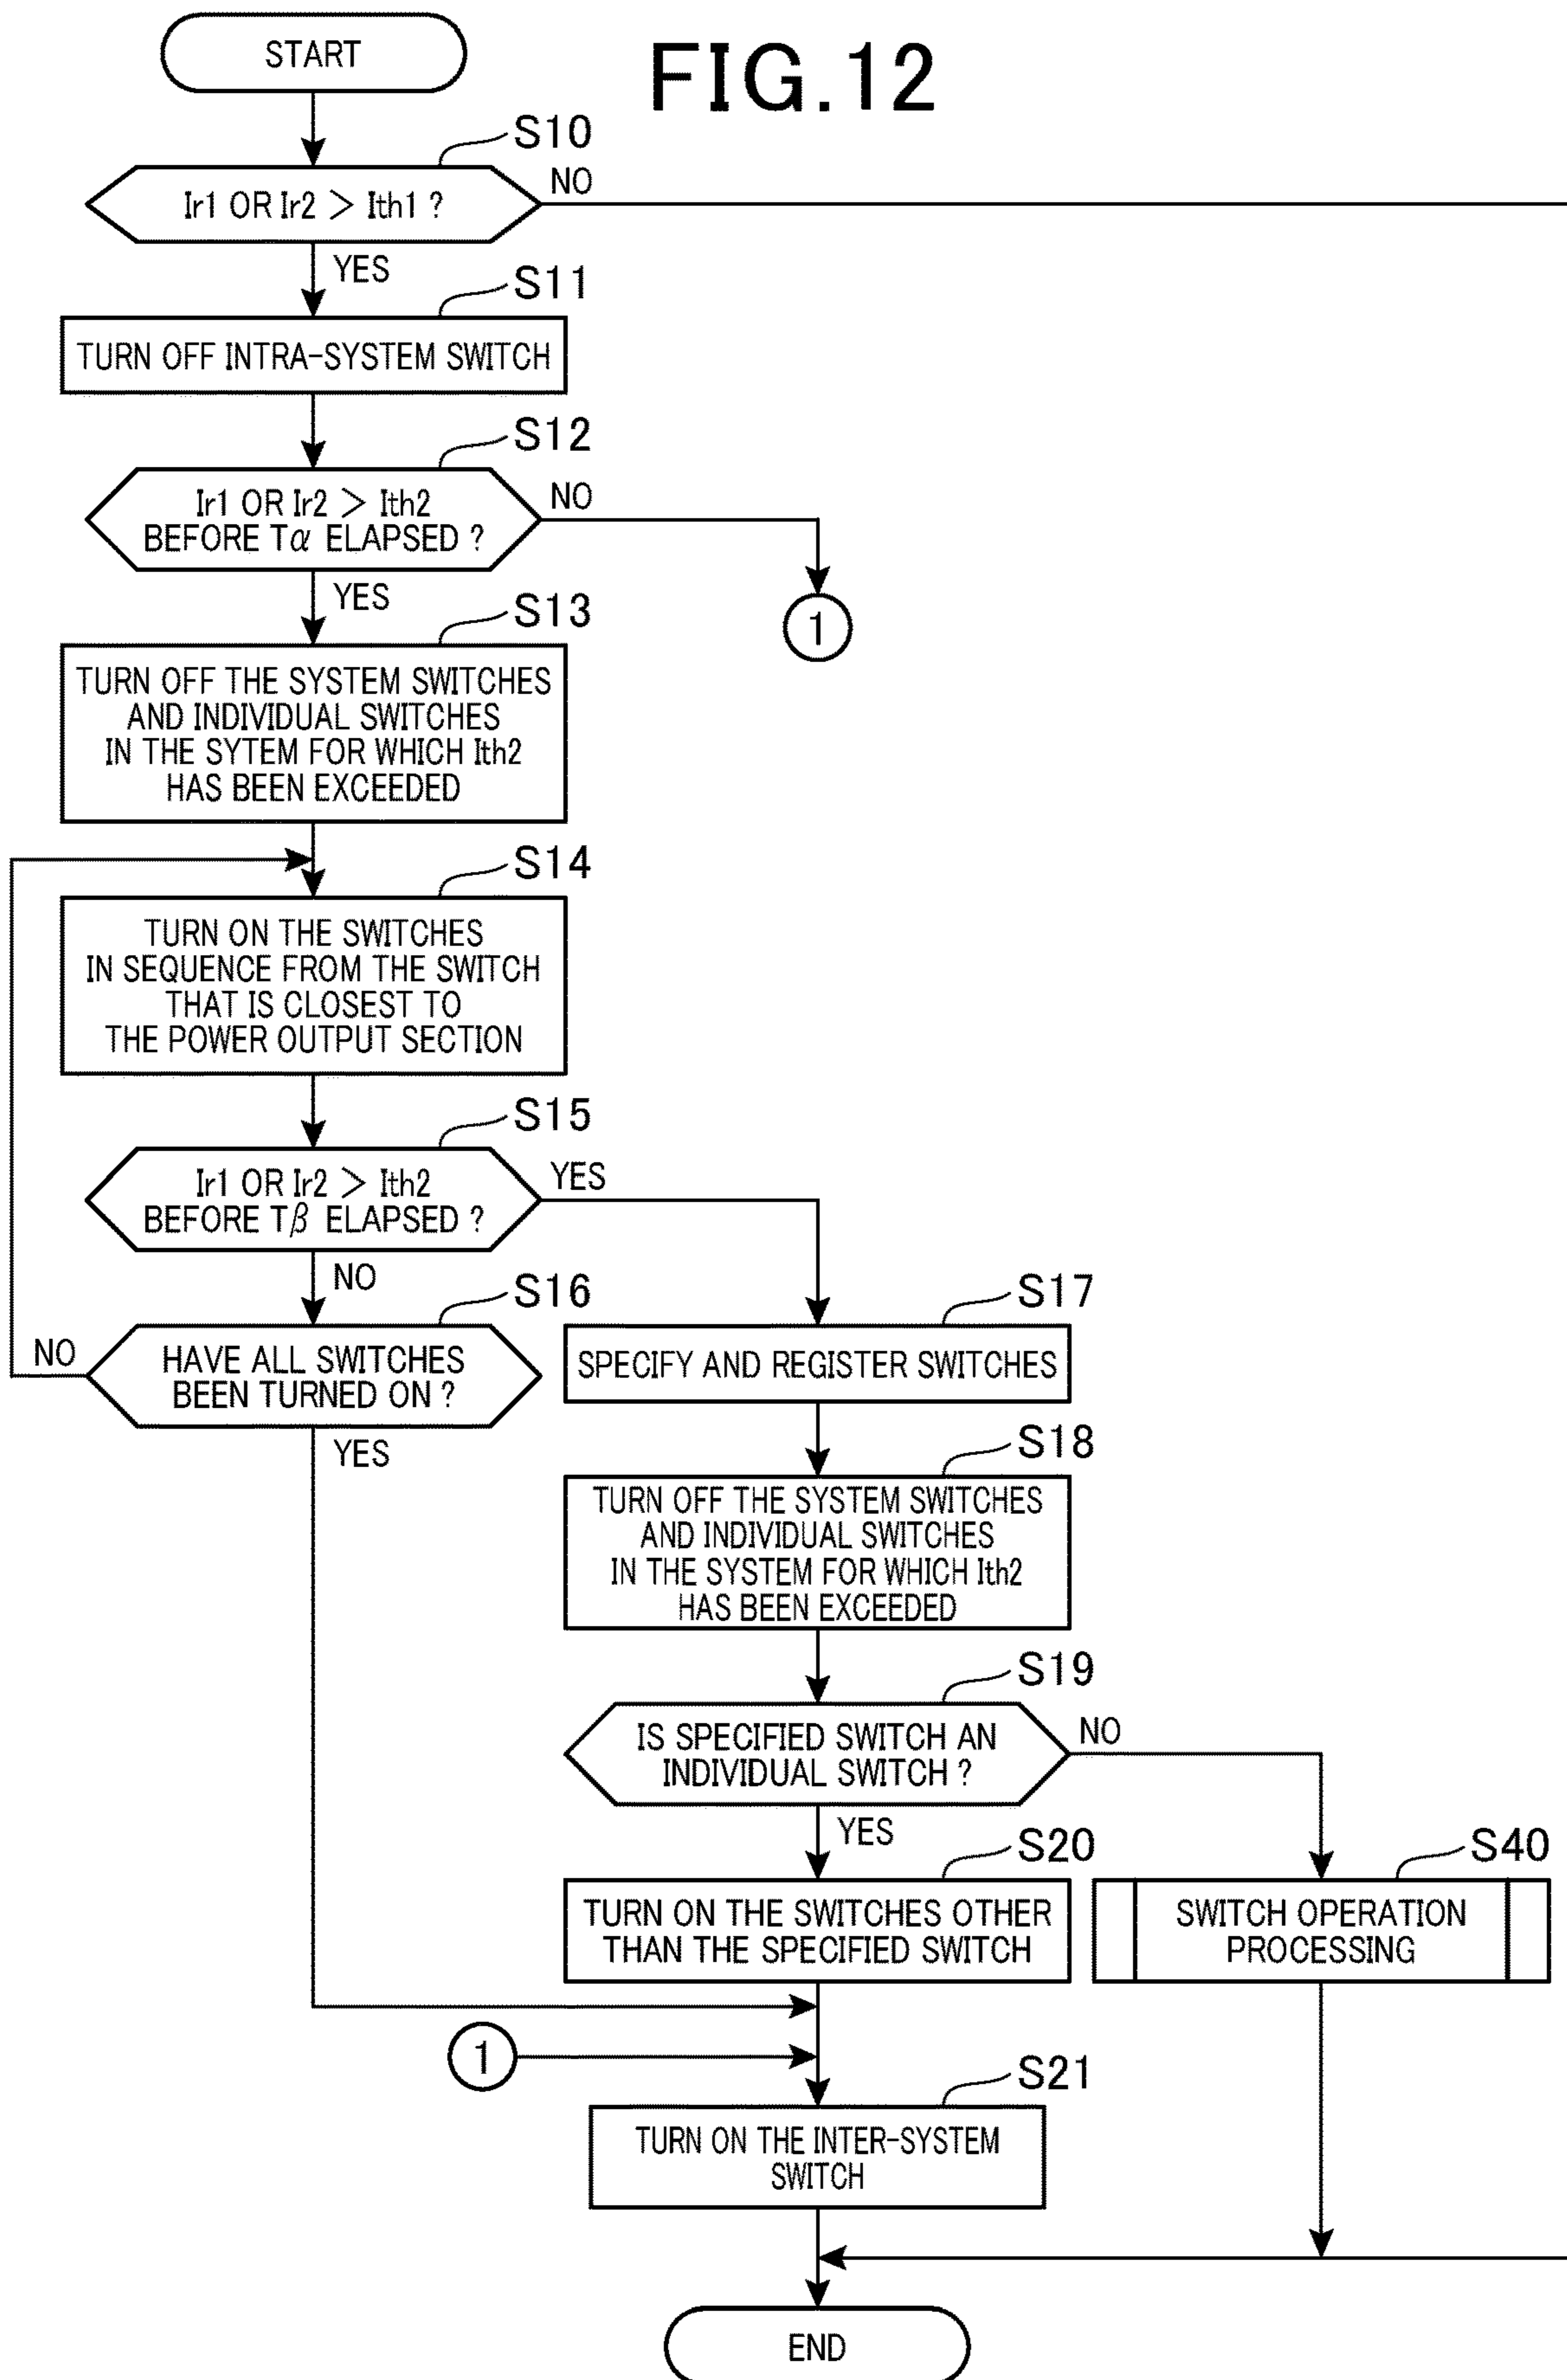 START
FIG.12
S10
Ir1 OR Ir2 > Ith1 ?
NO
YES
S11
TURN OFF INTRA-SYSTEM SWITCH
S12
Ir1 OR Ir2 > Ith2
BEFORE Tα ELAPSED ?
NO
1
YES
S13
TURN OFF THE SYSTEM SWITCHES
AND INDIVIDUAL SWITCHES
IN THE SYTEM FOR WHICH Ith2
HAS BEEN EXCEEDED
S14
TURN ON THE SWITCHES
IN SEQUENCE FROM THE SWITCH
THAT IS CLOSEST TO
THE POWER OUTPUT SECTION
S15
Ir1 OR Ir2 > Ith2
BEFORE Tβ ELAPSED ?
YES
NO
S16
HAVE ALL SWITCHES
BEEN TURNED ON ?
NO
YES
S17
SPECIFY AND REGISTER SWITCHES
S18
TURN OFF THE SYSTEM SWITCHES
AND INDIVIDUAL SWITCHES
IN THE SYSTEM FOR WHICH Ith2
HAS BEEN EXCEEDED
S19
IS SPECIFIED SWITCH AN
INDIVIDUAL SWITCH ?
NO
YES
S20
TURN ON THE SWITCHES OTHER
THAN THE SPECIFIED SWITCH
S40
SWITCH OPERATION
PROCESSING
1
S21
TURN ON THE INTER-SYSTEM
SWITCH
END